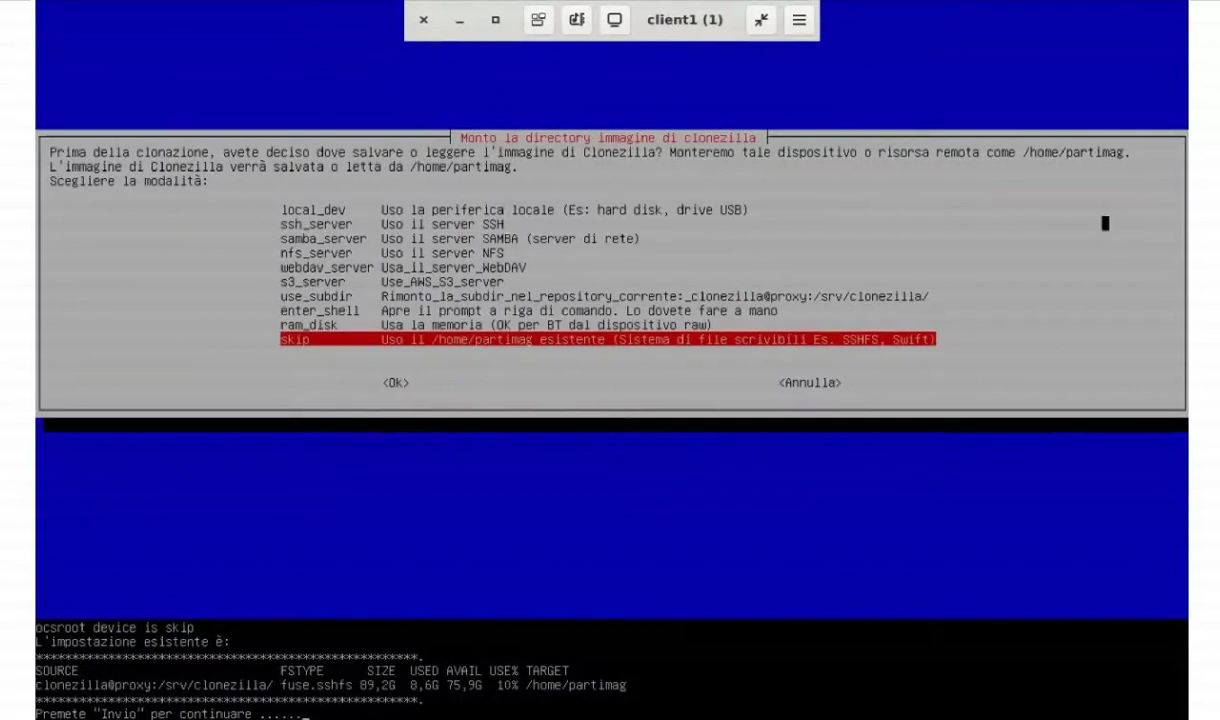 client1 (1)
Monto la directory immagine di clonezilla
Prima della clonazione, avete deciso dove salvare o leggere l'immagine di Clonezilla? Monteremo tale dispositivo o risorsa remota come /home/partimag.
L'immagine di Clonezilla verrà salvata o letta da /home/partimag.
Scegliere la modalità:
local_dev Uso la periferica locale (Es: hard disk, drive USB)
ssh_server Uso il server SSH
samba_server Uso il server SAMBA (server di rete)
nfs_server Uso il server NFS
webdav_server Usa_il_server_WebDAV
s3_server Use_AWS_S3_server
use_subdir Rimonto_la_subdir_nel_repository_corrente:_clonezilla@proxy:/srv/clonezilla/
enter_shell Apre il prompt a riga di comando. Lo dovete fare a mano
ram_disk Usa la memoria (OK per BT dal dispositivo raw)
skip Uso il /home/partimag esistente (Sistema di file scrivibili Es. SSHFS, Swift)
<Ok> <Annulla>
ocsroot device is skip
L'impostazione esistente è:
*****************************************************.
SOURCE FSTYPE SIZE USED AVAIL USE% TARGET
clonezilla@proxy:/srv/clonezilla/ fuse.sshfs 89,2G 8,6G 75,9G 10% /home/partimag
*****************************************************.
Premete "Invio" per continuare ......_